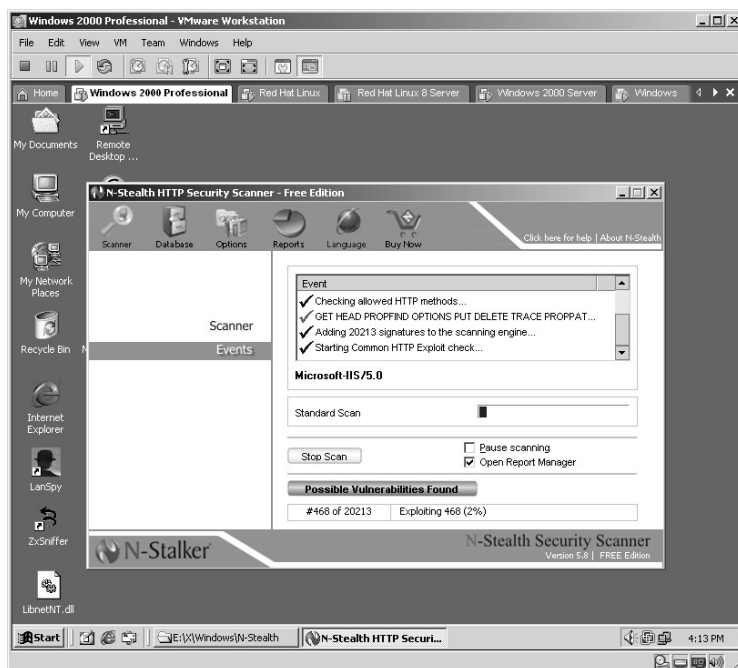 Windows 2000 Professional - VMware Workstation
File Edit View VM Team Windows Help
Home Windows 2000 Professional Red Hat Linux Red Hat Linux 8 Server Windows 2000 Server Windows
My Documents
Remote Desktop ...
My Computer
My Network Places
Recycle Bin
N
Internet Explorer
LanSpy
ZxSniffer
LibnetNT.dll
N-Stealth HTTP Security Scanner - Free Edition
Scanner Database Options Reports Language Buy Now
Click here for help | About N-Stealth
Scanner
Events
Event
Checking allowed HTTP methods...
GET HEAD PROPFIND OPTIONS PUT DELETE TRACE PROPPAT...
Adding 20213 signatures to the scanning engine...
Starting Common HTTP Exploit check...
Microsoft-IIS/5.0
Standard Scan
Stop Scan
Pause scanning
Open Report Manager
Possible Vulnerabilities Found
#468 of 20213 Exploiting 468 (2%)
N-Stalker
N-Stealth Security Scanner
Version 5.8 | FREE Edition
Start E:\X\Windows\N-Stealth N-Stealth HTTP Securi... 4:13 PM